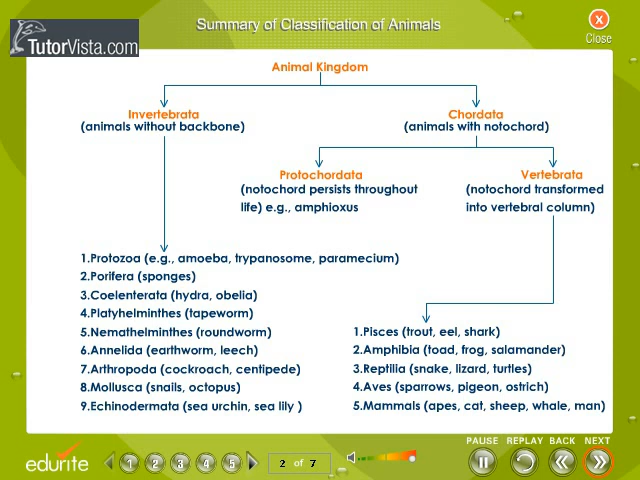 Summary of Classification of Animals
X
Close
TutorVista.com
Animal Kingdom
Invertebrata
(animals without backbone)
Chordata
(animals with notochord)
Protochordata
(notochord persists throughout
life) e.g., amphioxus
Vertebrata
(notochord transformed
into vertebral column)
1.Protozoa (e.g., amoeba, trypanosome, paramecium)
2.Porifera (sponges)
3.Coelenterata (hydra, obelia)
4.Platyhelminthes (tapeworm)
5.Nemathelminthes (roundworm)
6.Annelida (earthworm, leech)
7.Arthropoda (cockroach, centipede)
8.Mollusca (snails, octopus)
9.Echinodermata (sea urchin, sea lily )
1.Pisces (trout, eel, shark)
2.Amphibia (toad, frog, salamander)
3.Reptilia (snake, lizard, turtles)
4.Aves (sparrows, pigeon, ostrich)
5.Mammals (apes, cat, sheep, whale, man)
PAUSE REPLAY BACK NEXT
edurite
1 2 3 4 5
2 of 7